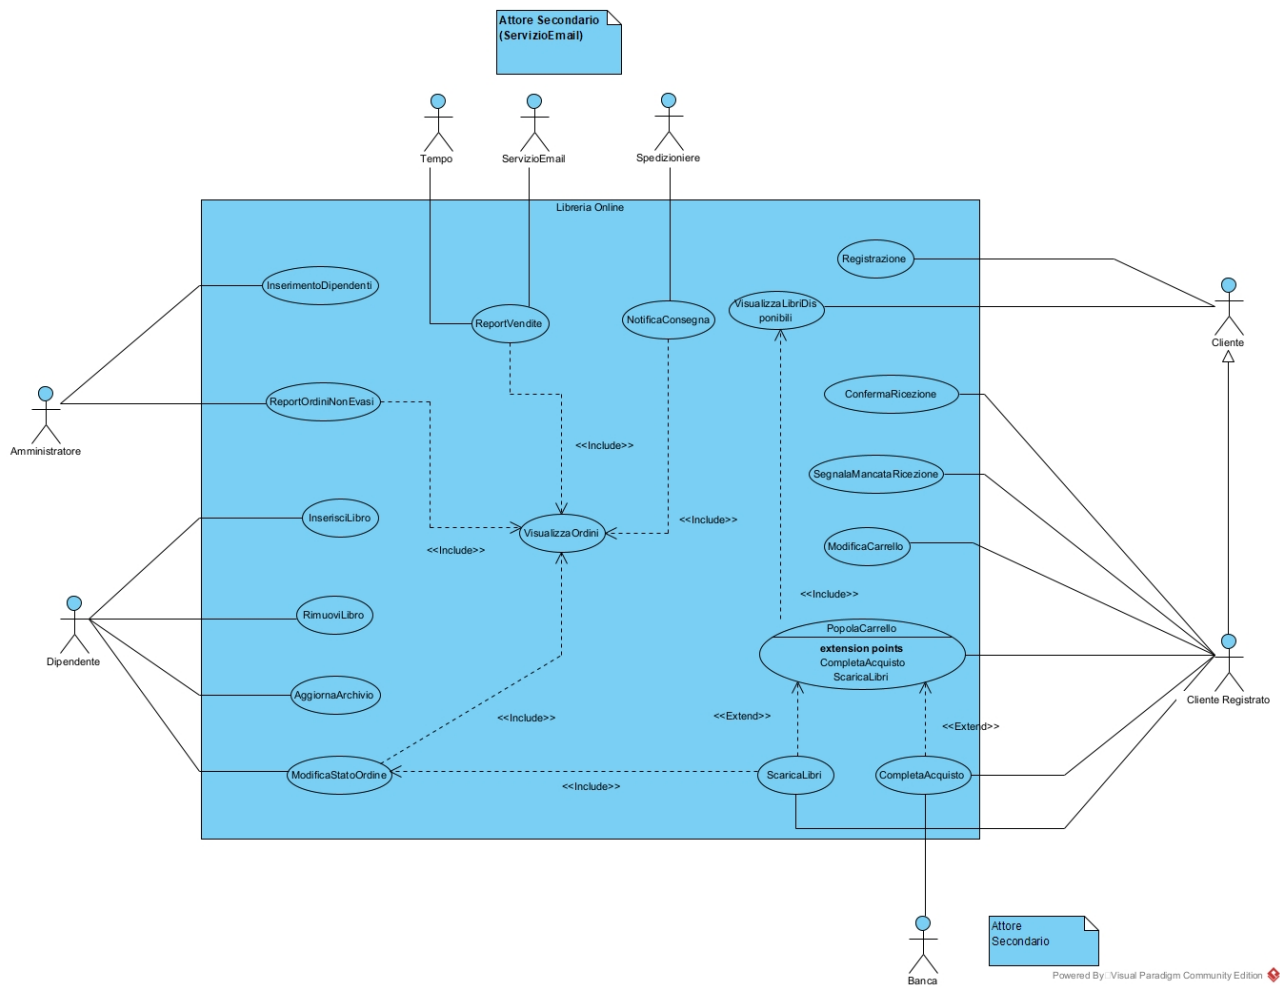 Attore Secondario
(ServizioEmail)
Tempo
ServizioEmail
Spedizioniere
Libreria Online
Registrazione
InserimentoDipendenti
VisualizzaLibriDis
ponibili
ReportVendite
NotificaConsegna
Cliente
ConfermaRicezione
ReportOrdiniNonEvasi
Amministratore
<<Include>>
SegnalaMancataRicezione
InserisciLibro
<<Include>>
VisualizzaOrdini
<<Include>>
ModificaCarrello
<<Include>>
RimuoviLibro
PopolaCarrello
extension points
CompletaAcquisto
ScaricaLibri
Dipendente
AggiornaArchivio
Cliente Registrato
<<Include>>
<<Extend>>
<<Extend>>
ModificaStatoOrdine
ScaricaLibri
CompletaAcquisto
<<Include>>
Attore
Secondario
Banca
Powered By Visual Paradigm Community Edition